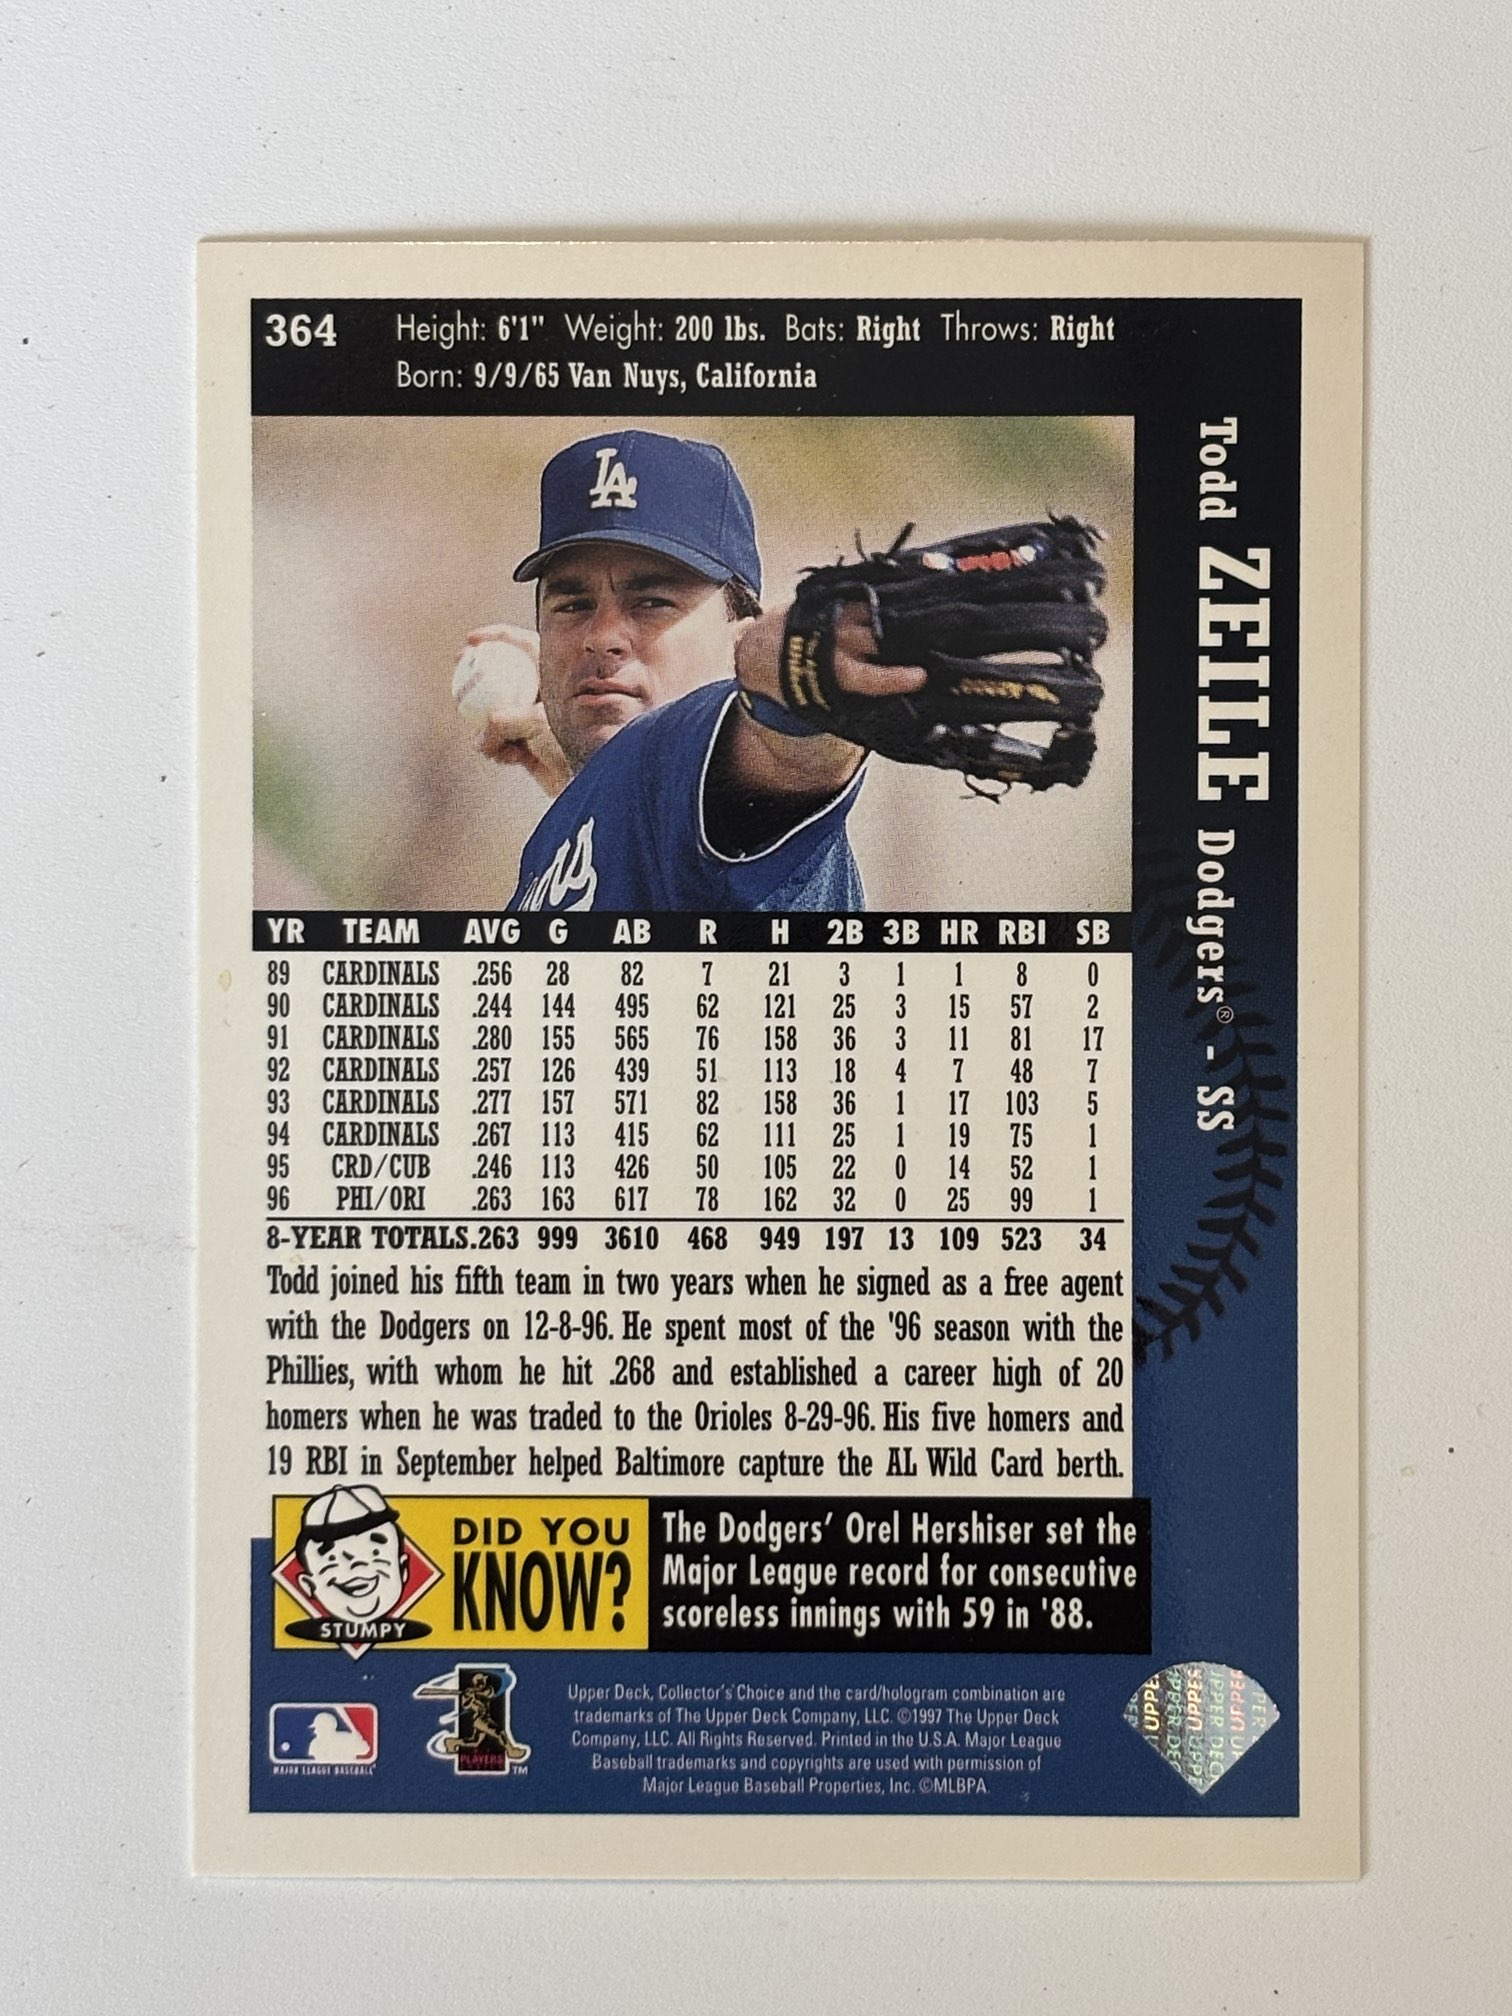 364 Height: 6'1" Weight: 200 lbs. Bats: Right Throws: Right
Born: 9/9/65 Van Nuys, California
LA
Todd ZEILE Dodgers® - SS
YR TEAM AVG G AB R H 2B 3B HR RBI SB
89 CARDINALS .256 28 82 7 21 3 1 1 8 0
90 CARDINALS .244 144 495 62 121 25 3 15 57 2
91 CARDINALS .280 155 565 76 158 36 3 11 81 17
92 CARDINALS .257 126 439 51 113 18 4 7 48 7
93 CARDINALS .277 157 571 82 158 36 1 17 103 5
94 CARDINALS .267 113 415 62 111 25 1 19 75 1
95 CRD/CUB .246 113 426 50 105 22 0 14 52 1
96 PHI/ORI .263 163 617 78 162 32 0 25 99 1
8-YEAR TOTALS .263 999 3610 468 949 197 13 109 523 34
Todd joined his fifth team in two years when he signed as a free agent
with the Dodgers on 12-8-96. He spent most of the '96 season with the
Phillies, with whom he hit .268 and established a career high of 20
homers when he was traded to the Orioles 8-29-96. His five homers and
19 RBI in September helped Baltimore capture the AL Wild Card berth.
STUMPY
DID YOU
KNOW?
The Dodgers' Orel Hershiser set the
Major League record for consecutive
scoreless innings with 59 in '88.
MAJOR LEAGUE BASEBALL
PLAYERS
TM
Upper Deck, Collector's Choice and the card/hologram combination are
trademarks of The Upper Deck Company, LLC. ©1997 The Upper Deck
Company, LLC. All Rights Reserved. Printed in the U.S.A. Major League
Baseball trademarks and copyrights are used with permission of
Major League Baseball Properties, Inc. ©MLBPA.
UPPER DECK